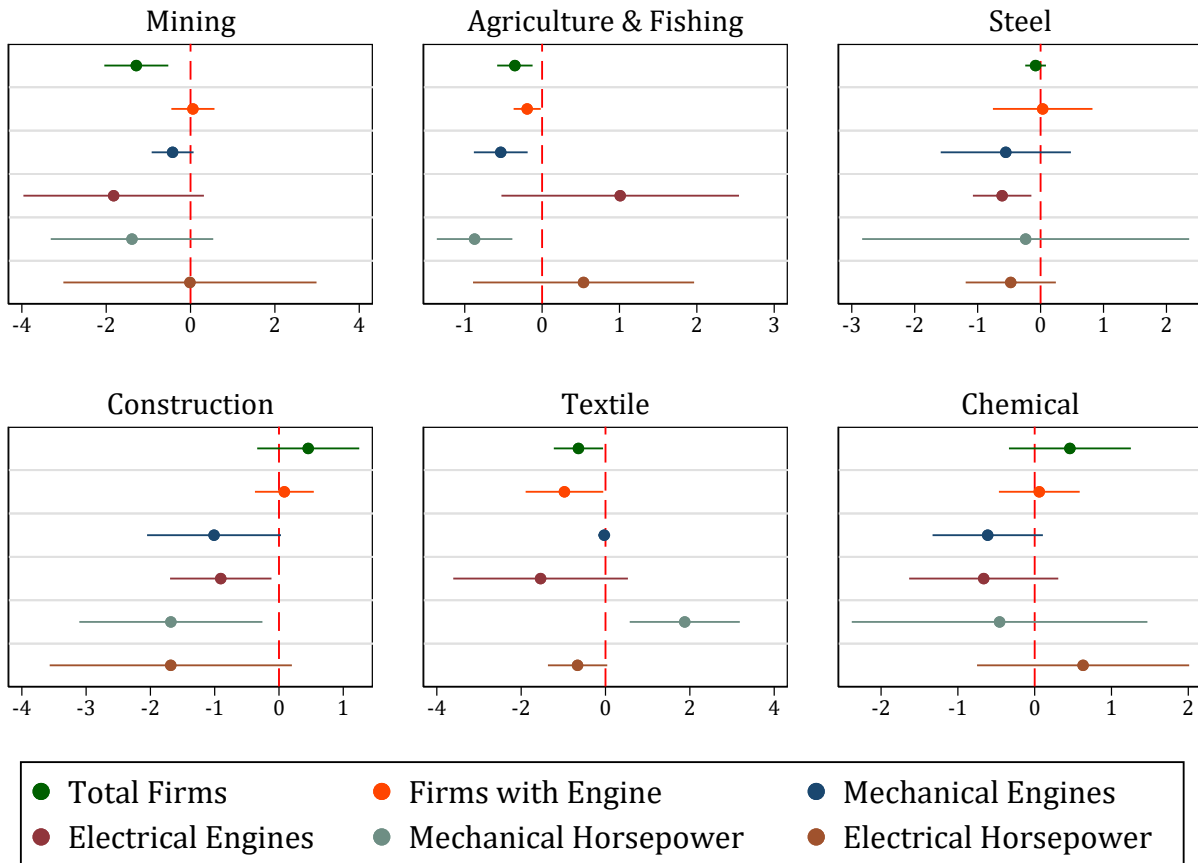 Mining Agriculture & Fishing Steel
-4 -2 0 2 4 -1 0 1 2 3 -3 -2 -1 0 1 2
Construction Textile Chemical
-4 -3 -2 -1 0 1 -4 -2 0 2 4 -2 -1 0 1 2
Total Firms Firms with Engine Mechanical Engines
Electrical Engines Mechanical Horsepower Electrical Horsepower